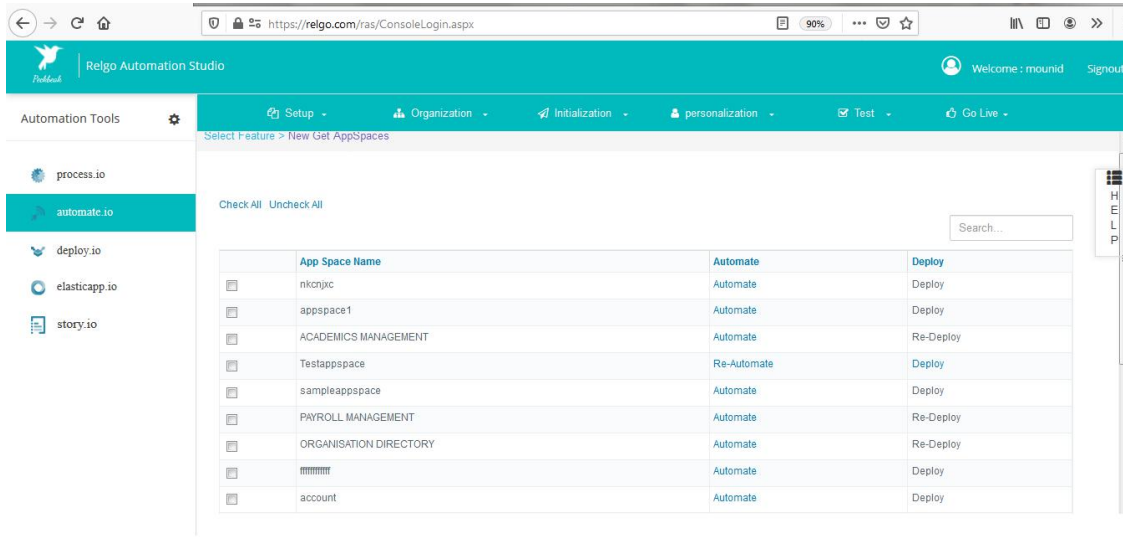 https://relgo.com/ras/ConsoleLogin.aspx 90%
Peekbook Relgo Automation Studio Welcome : mounid Signout
Automation Tools Setup Organization Initialization personalization Test Go Live
Select Feature > New Get AppSpaces
process.io
automate.io
deploy.io
elasticapp.io
story.io
Check All Uncheck All
Search...
HELP
App Space Name Automate Deploy
nkcnjxc Automate Deploy
appspace1 Automate Deploy
ACADEMICS MANAGEMENT Automate Re-Deploy
Testappspace Re-Automate Deploy
sampleappspace Automate Deploy
PAYROLL MANAGEMENT Automate Re-Deploy
ORGANISATION DIRECTORY Automate Re-Deploy
Automate Deploy
account Automate Deploy